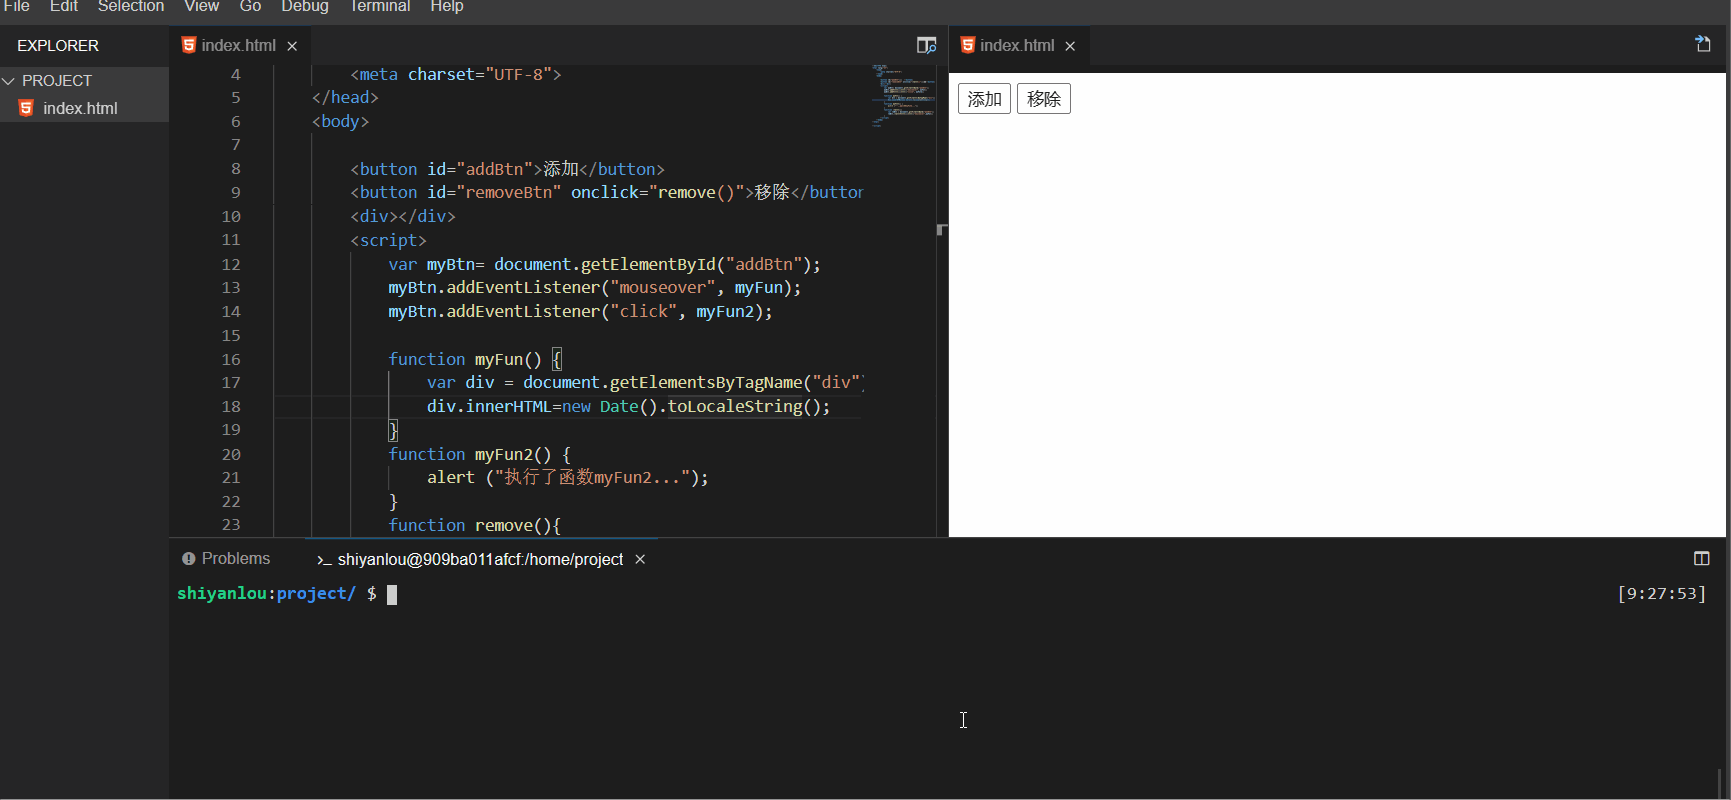 File Edit Selection View Go Debug Terminal Help
EXPLORER
PROJECT
index.html
index.html
4 <meta charset="UTF-8">
5 </head>
6 <body>
7
8 <button id="addBtn">添加</button>
9 <button id="removeBtn" onclick="remove()">移除</button
10 <div></div>
11 <script>
12 var myBtn= document.getElementById("addBtn");
13 myBtn.addEventListener("mouseover", myFun);
14 myBtn.addEventListener("click", myFun2);
15
16 function myFun() {
17 var div = document.getElementsByTagName("div")
18 div.innerHTML=new Date().toLocaleString();
19 }
20 function myFun2() {
21 alert ("执行了函数myFun2...");
22 }
23 function remove(){
index.html
添加 移除
Problems
shiyanlou@909ba011afcf:/home/project
shiyanlou:project/ $
[9:27:53]